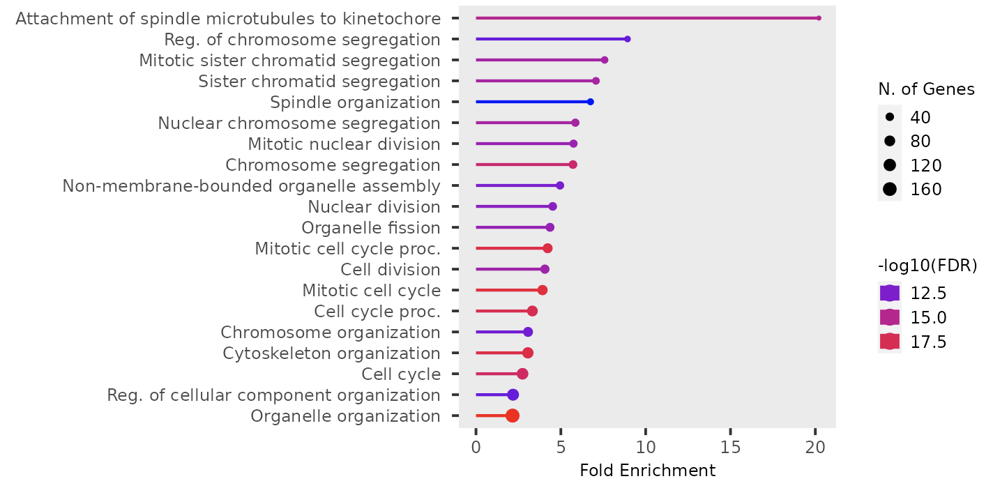 Attachment of spindle microtubules to kinetochore
Reg. of chromosome segregation
Mitotic sister chromatid segregation
Sister chromatid segregation
Spindle organization
Nuclear chromosome segregation
Mitotic nuclear division
Chromosome segregation
Non-membrane-bounded organelle assembly
Nuclear division
Organelle fission
Mitotic cell cycle proc.
Cell division
Mitotic cell cycle
Cell cycle proc.
Chromosome organization
Cytoskeleton organization
Cell cycle
Reg. of cellular component organization
Organelle organization
0 5 10 15 20
Fold Enrichment
N. of Genes
40
80
120
160
-log10(FDR)
12.5
15.0
17.5